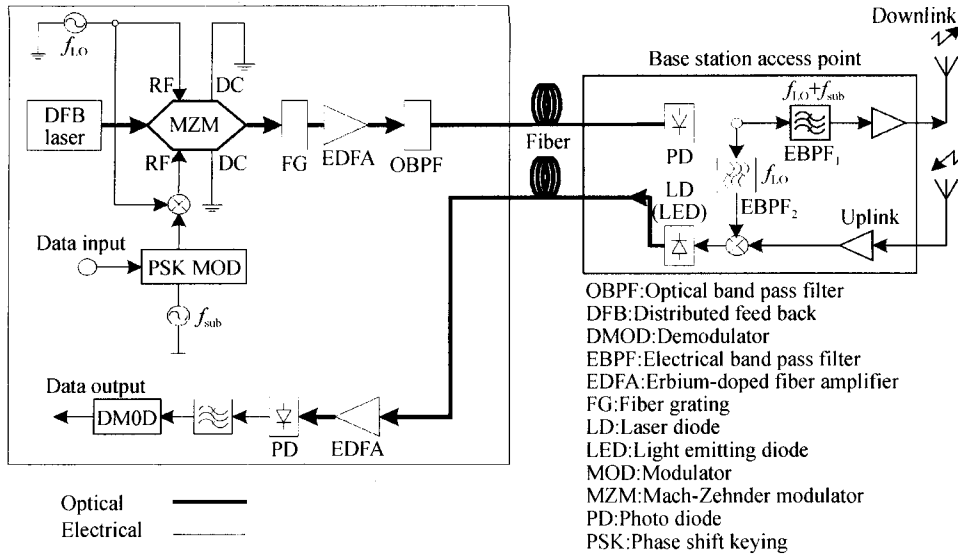 Downlink
f_LO
Base station access point
RF
DC
f_LO+f_sub
DFB
laser
MZM
Fiber
RF
DC
FG
EDFA
OBPF
PD
EBPF₁
f_LO
LD
(LED)
EBPF₂
Uplink
Data input
PSK MOD
f_sub
OBPF:Optical band pass filter
DFB:Distributed feed back
DMOD:Demodulator
EBPF:Electrical band pass filter
EDFA:Erbium-doped fiber amplifier
FG:Fiber grating
LD:Laser diode
LED:Light emitting diode
MOD:Modulator
MZM:Mach-Zehnder modulator
PD:Photo diode
PSK:Phase shift keying
Data output
DM0D
PD
EDFA
Optical
Electrical